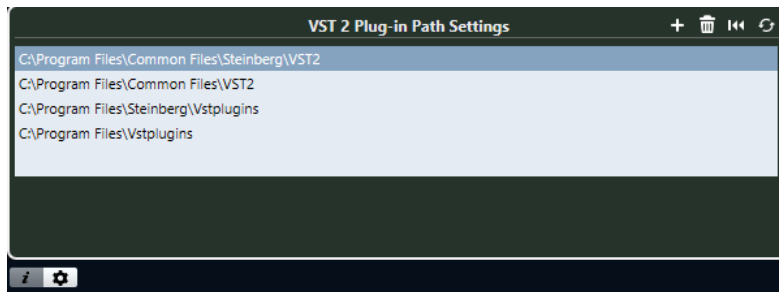 VST 2 Plug-in Path Settings
C:\Program Files\Common Files\Steinberg\VST2
C:\Program Files\Common Files\VST2
C:\Program Files\Steinberg\Vstplugins
C:\Program Files\Vstplugins
i